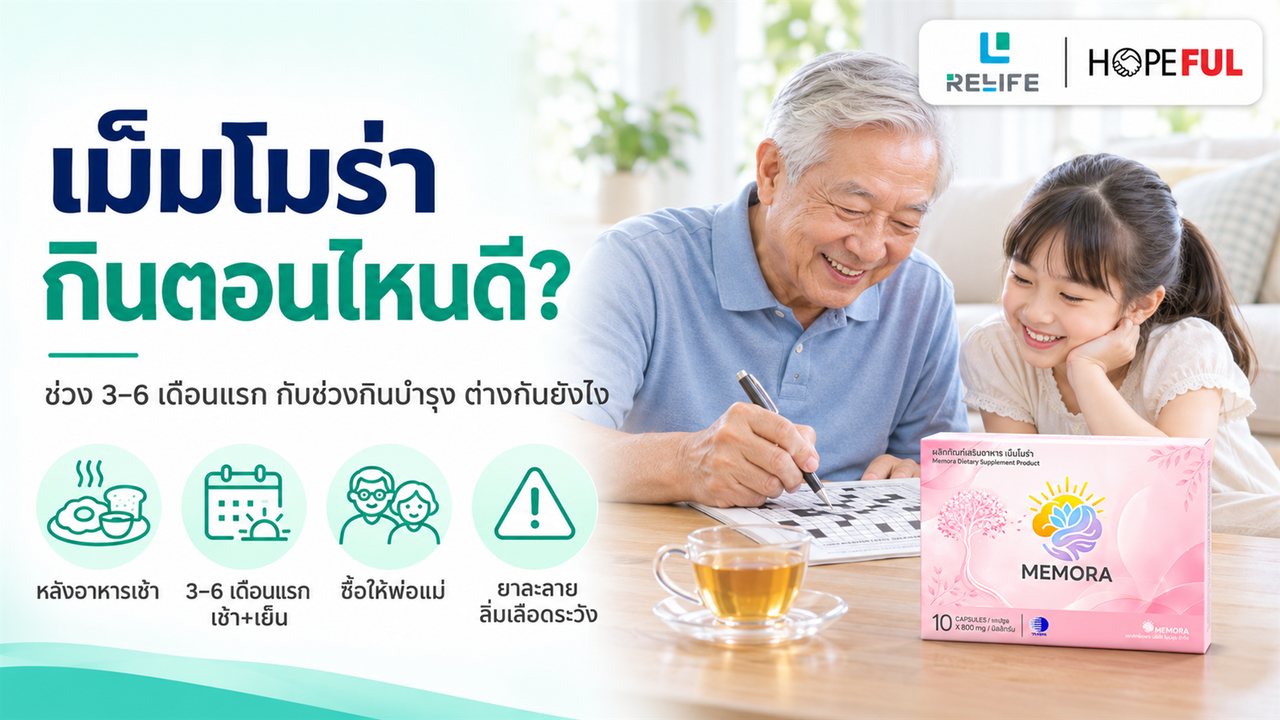 RELIFE
HOPEFUL
เม็มโมร่า
กินตอนไหนดี?
ช่วง 3-6 เดือนแรก กับช่วงกินบำรุง ต่างกันยังไง
หลังอาหารเช้า
3-6 เดือนแรก
เช้า+เย็น
ซื้อให้พ่อแม่
ยาละลาย
ลิ่มเลือดระวัง
ผลิตภัณฑ์เสริมอาหาร เม็มโมร่า
Memora Dietary Supplement Product
MEMORA
10 CAPSULES / แคปซูล
X 800 mg / มิลลิกรัม
MEMORA